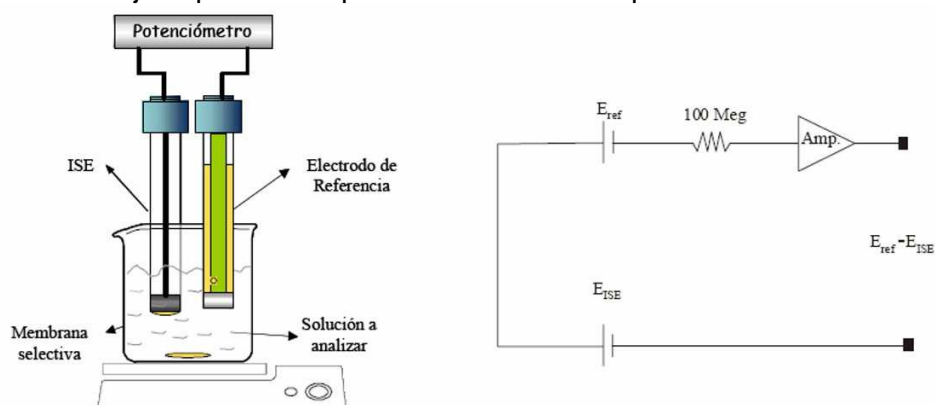 Potenciómetro
ISE
Electrodo de
Referencia
Membrana
selectiva
Solución a
analizar
E_ref
100 Meg
Amp.
E_ref-E_ISE
E_ISE